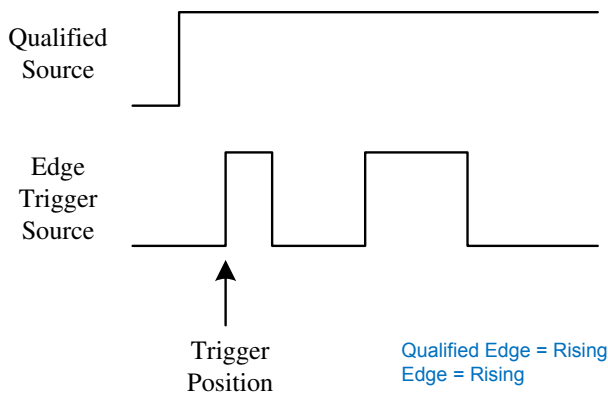 Qualified
Source
Edge
Trigger
Source
Trigger
Position
Qualified Edge = Rising
Edge = Rising